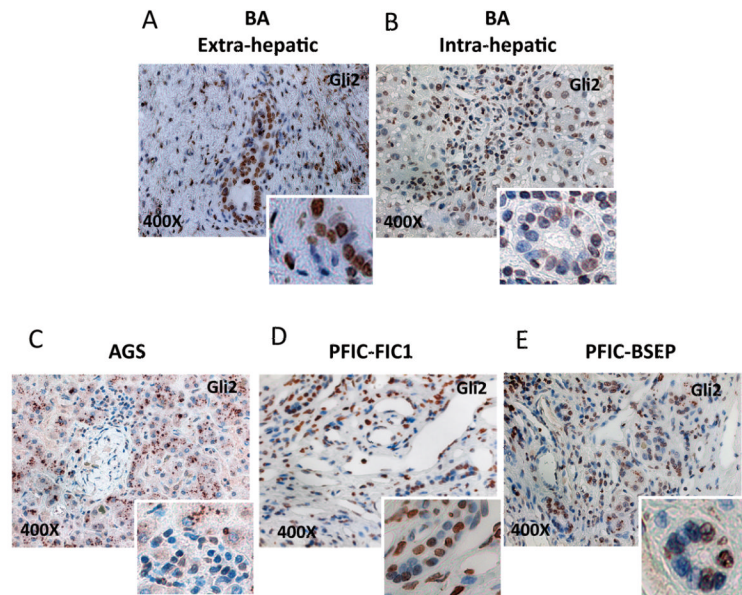 A
BA
Extra-hepatic
Gli2
400X
B
BA
Intra-hepatic
Gli2
400X
C
AGS
Gli2
400X
D
PFIC-FIC1
Gli2
400X
E
PFIC-BSEP
Gli2
400X